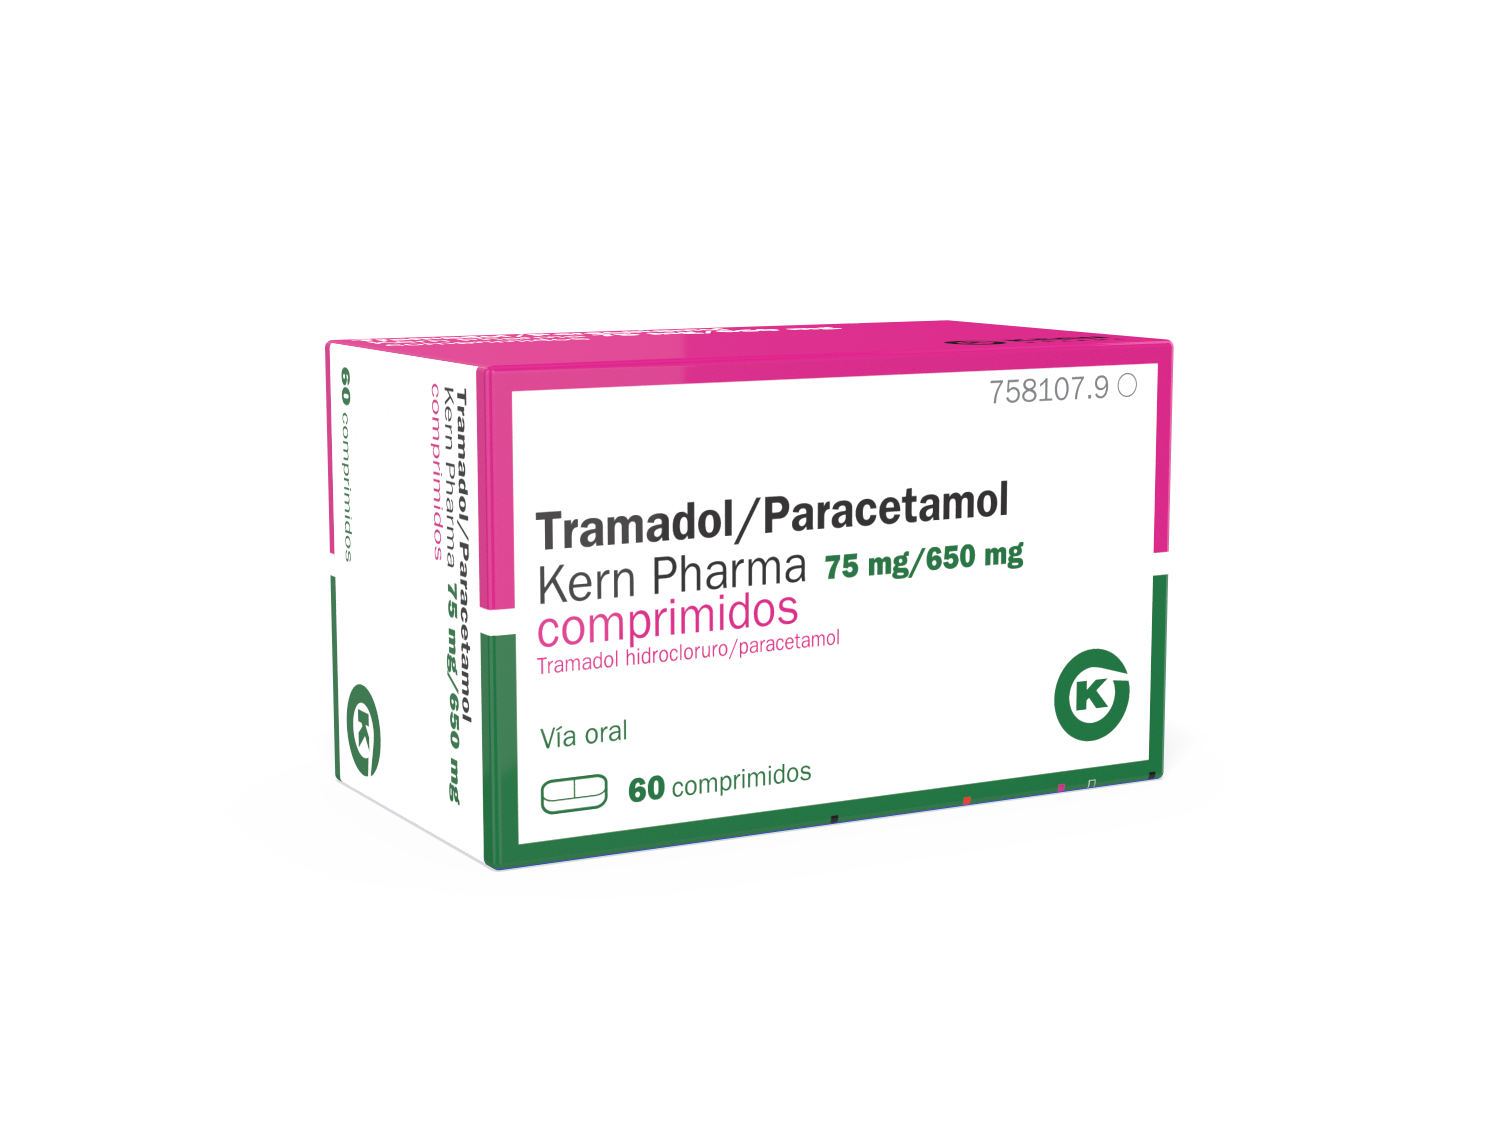 758107.9
Tramadol/Paracetamol
Kern Pharma 75 mg/650 mg
comprimidos
Tramadol hidrocloruro/paracetamol
Vía oral
60 comprimidos
K
Tramadol/Paracetamol
Kern Pharma 75 mg/650 mg
comprimidos
60 comprimidos
K